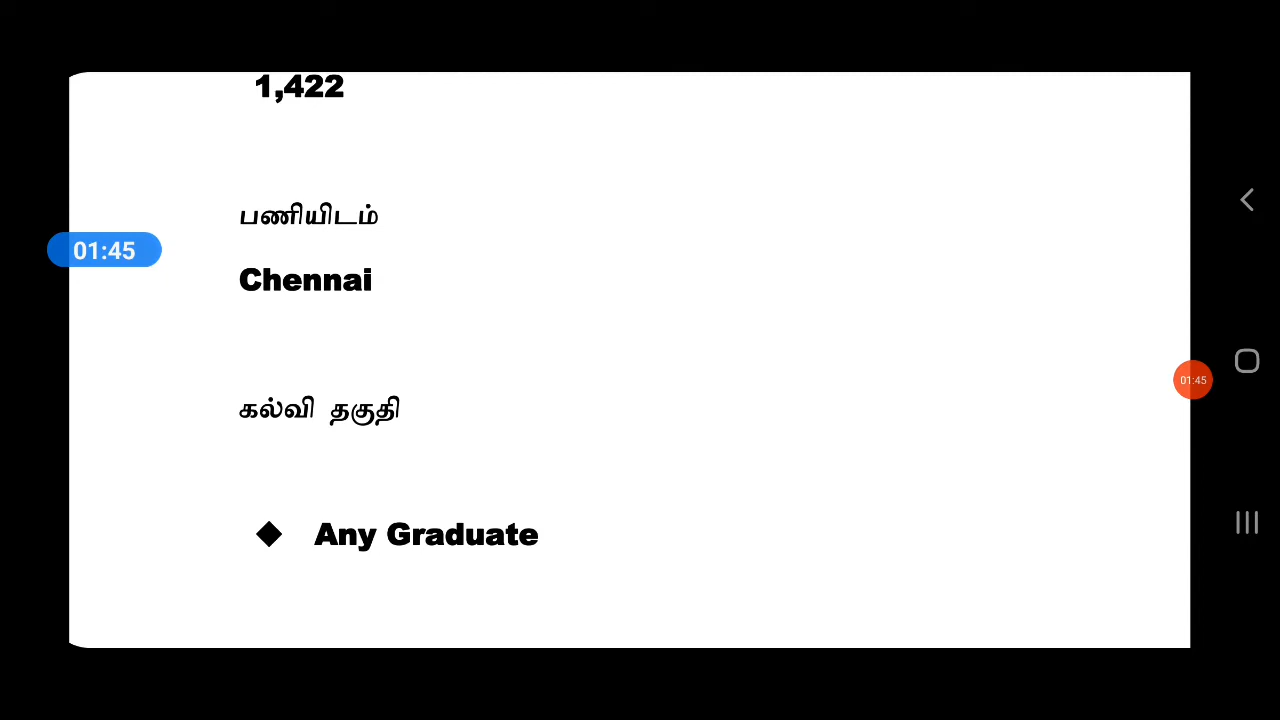 1,422
பணியிடம்
01:45
Chennai
01:45
கல்வி தகுதி
◆ Any Graduate